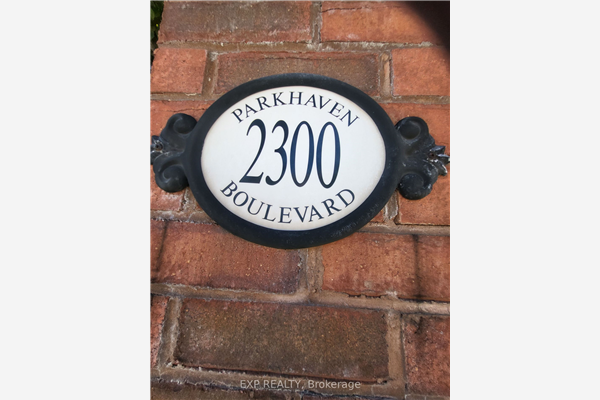 PARKHAVEN
2300
BOULEVARD
EXP REALTY, Brokerage